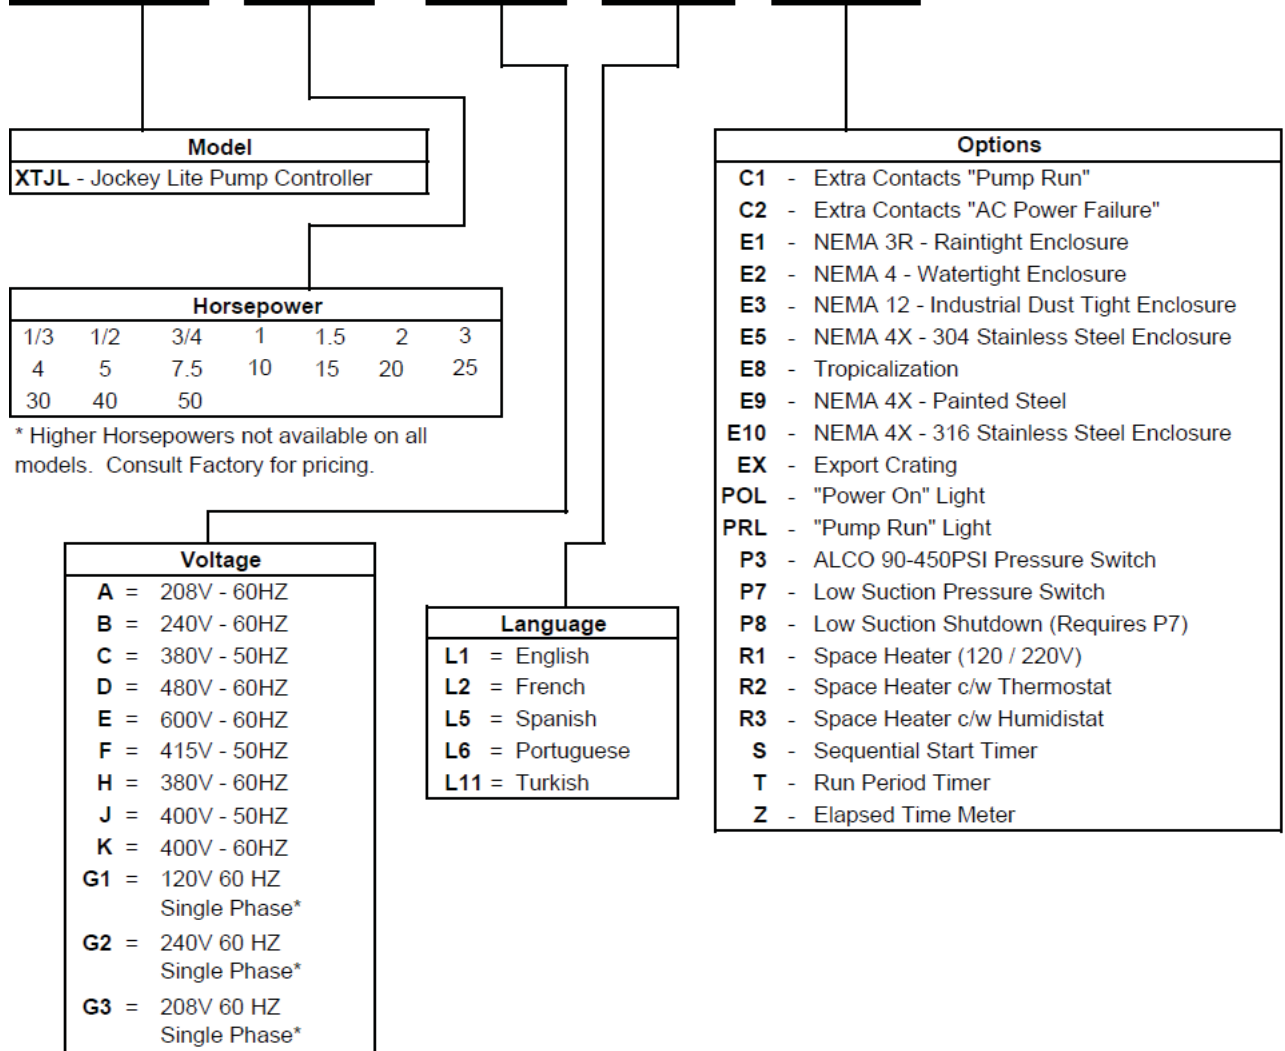 Model
XTJL - Jockey Lite Pump Controller
Horsepower
1/3 1/2 3/4 1 1.5 2 3
4 5 7.5 10 15 20 25
30 40 50
* Higher Horsepowers not available on all
models. Consult Factory for pricing.
Voltage
A = 208V - 60HZ
B = 240V - 60HZ
C = 380V - 50HZ
D = 480V - 60HZ
E = 600V - 60HZ
F = 415V - 50HZ
H = 380V - 60HZ
J = 400V - 50HZ
K = 400V - 60HZ
G1 = 120V 60 HZ
Single Phase*
G2 = 240V 60 HZ
Single Phase*
G3 = 208V 60 HZ
Single Phase*
Language
L1 = English
L2 = French
L5 = Spanish
L6 = Portuguese
L11 = Turkish
Options
C1 - Extra Contacts "Pump Run"
C2 - Extra Contacts "AC Power Failure"
E1 - NEMA 3R - Raintight Enclosure
E2 - NEMA 4 - Watertight Enclosure
E3 - NEMA 12 - Industrial Dust Tight Enclosure
E5 - NEMA 4X - 304 Stainless Steel Enclosure
E8 - Tropicalization
E9 - NEMA 4X - Painted Steel
E10 - NEMA 4X - 316 Stainless Steel Enclosure
EX - Export Crating
POL - "Power On" Light
PRL - "Pump Run" Light
P3 - ALCO 90-450PSI Pressure Switch
P7 - Low Suction Pressure Switch
P8 - Low Suction Shutdown (Requires P7)
R1 - Space Heater (120 / 220V)
R2 - Space Heater c/w Thermostat
R3 - Space Heater c/w Humidistat
S - Sequential Start Timer
T - Run Period Timer
Z - Elapsed Time Meter